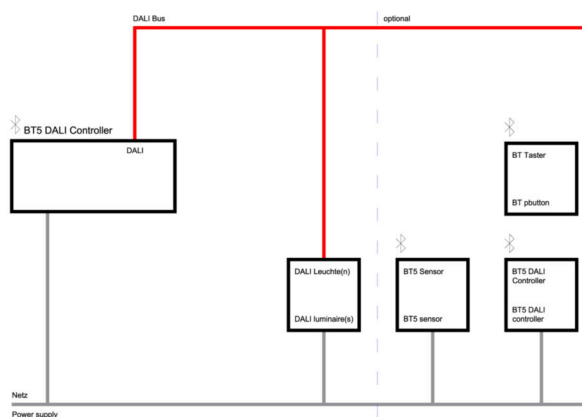 DALI Bus
optional
BT5 DALI Controller
DALI
BT Taster
BT pbutton
DALI Leuchte(n)
DALI luminaire(s)
BT5 Sensor
BT5 sensor
BT5 DALI
Controller
BT5 DALI
controller
Netz
Power supply